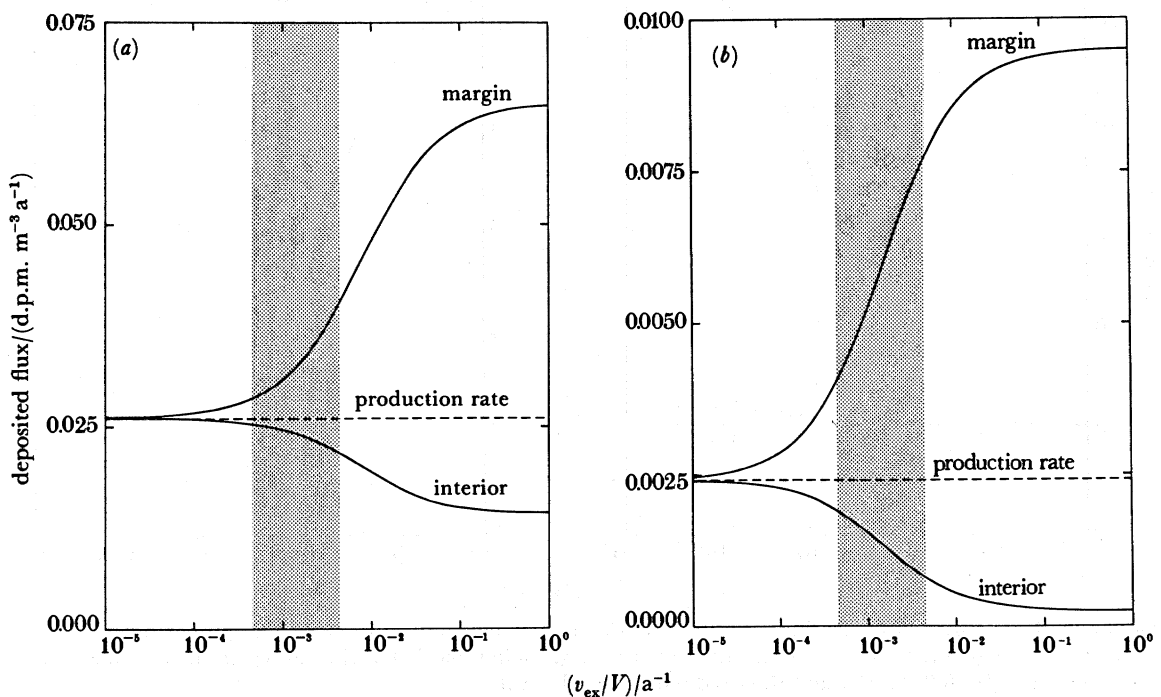 (a)
0.075
0.050
0.025
0.000
margin
production rate
interior
10⁻⁵ 10⁻⁴ 10⁻³ 10⁻² 10⁻¹ 10⁰
(b)
0.0100
0.0075
0.0050
0.0025
0.0000
margin
production rate
interior
10⁻⁵ 10⁻⁴ 10⁻³ 10⁻² 10⁻¹ 10⁰
deposited flux/(d.p.m. m⁻³ a⁻¹)
(v_ex/V)/a⁻¹